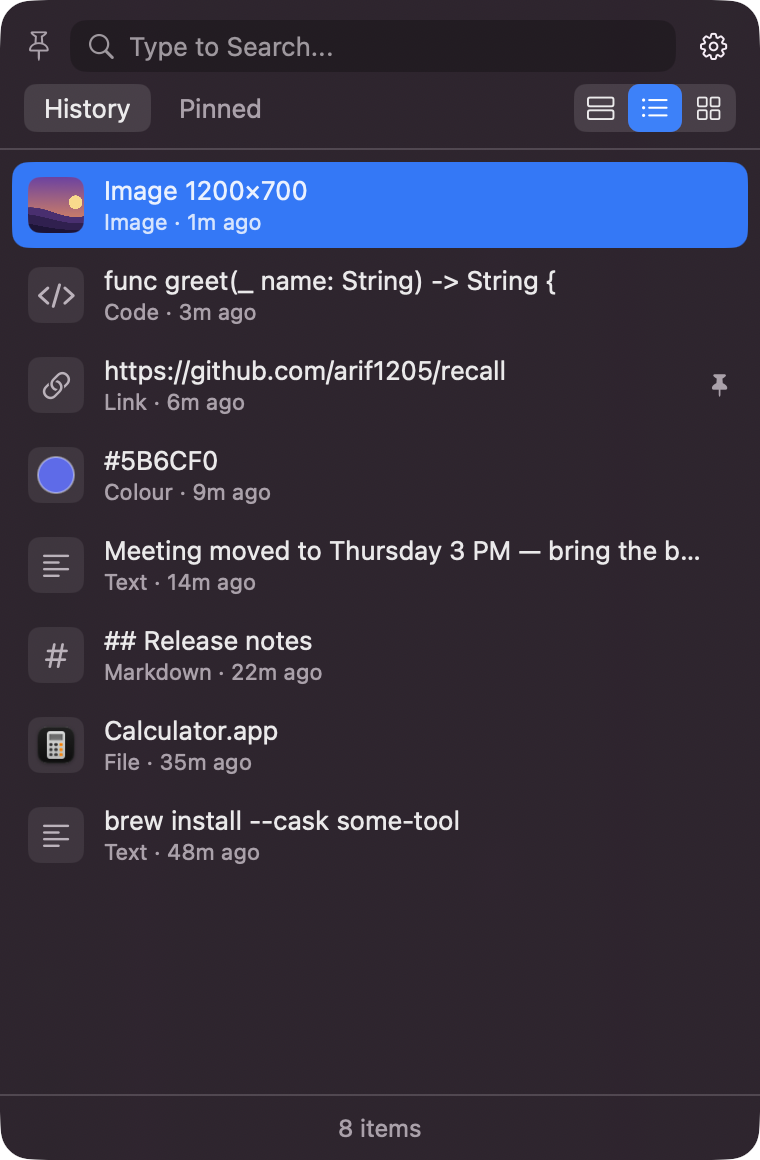 Type to Search...
History Pinned
Image 1200×700
Image · 1m ago
func greet(_ name: String) -> String {
Code · 3m ago
https://github.com/arif1205/recall
Link · 6m ago
#5B6CF0
Colour · 9m ago
Meeting moved to Thursday 3 PM — bring the b...
Text · 14m ago
## Release notes
Markdown · 22m ago
Calculator.app
File · 35m ago
brew install --cask some-tool
Text · 48m ago
8 items